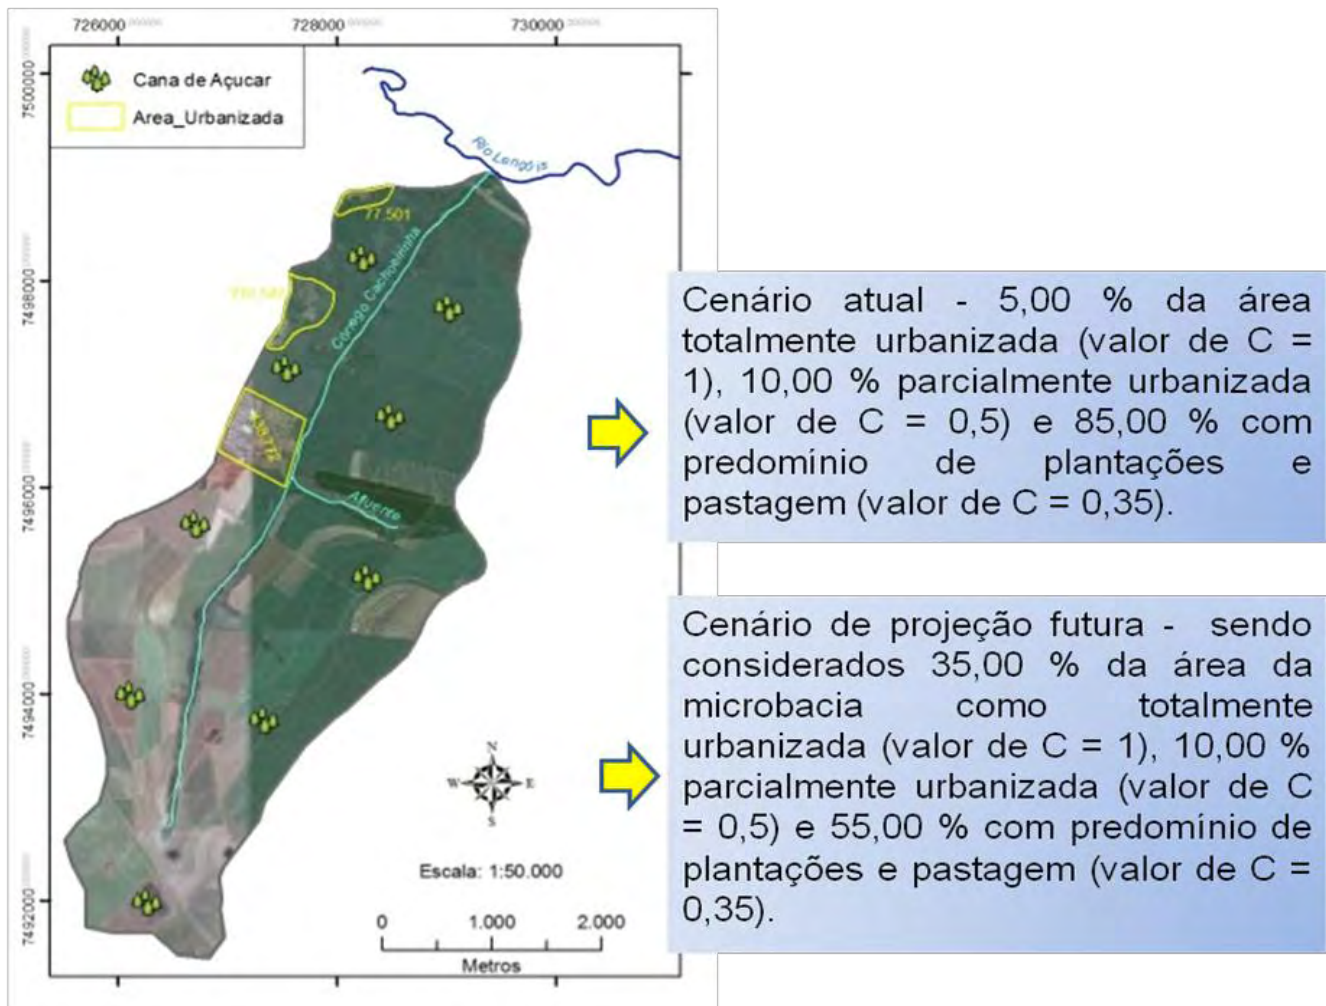 726000
728000
730000
7500000
7498000
7496000
7494000
7492000
Cana de Açucar
Area_Urbanizada
Rio Lençóis
77.501
Córrego Cachoeirinha
Afluente
N
W
E
S
Escala: 1:50.000
0 1.000 2.000
Metros
Cenário atual - 5,00 % da área
totalmente urbanizada (valor de C =
1), 10,00 % parcialmente urbanizada
(valor de C = 0,5) e 85,00 % com
predomínio de plantações e
pastagem (valor de C = 0,35).
Cenário de projeção futura - sendo
considerados 35,00 % da área da
microbacia como totalmente
urbanizada (valor de C = 1), 10,00 %
parcialmente urbanizada (valor de C
= 0,5) e 55,00 % com predomínio de
plantações e pastagem (valor de C =
0,35).